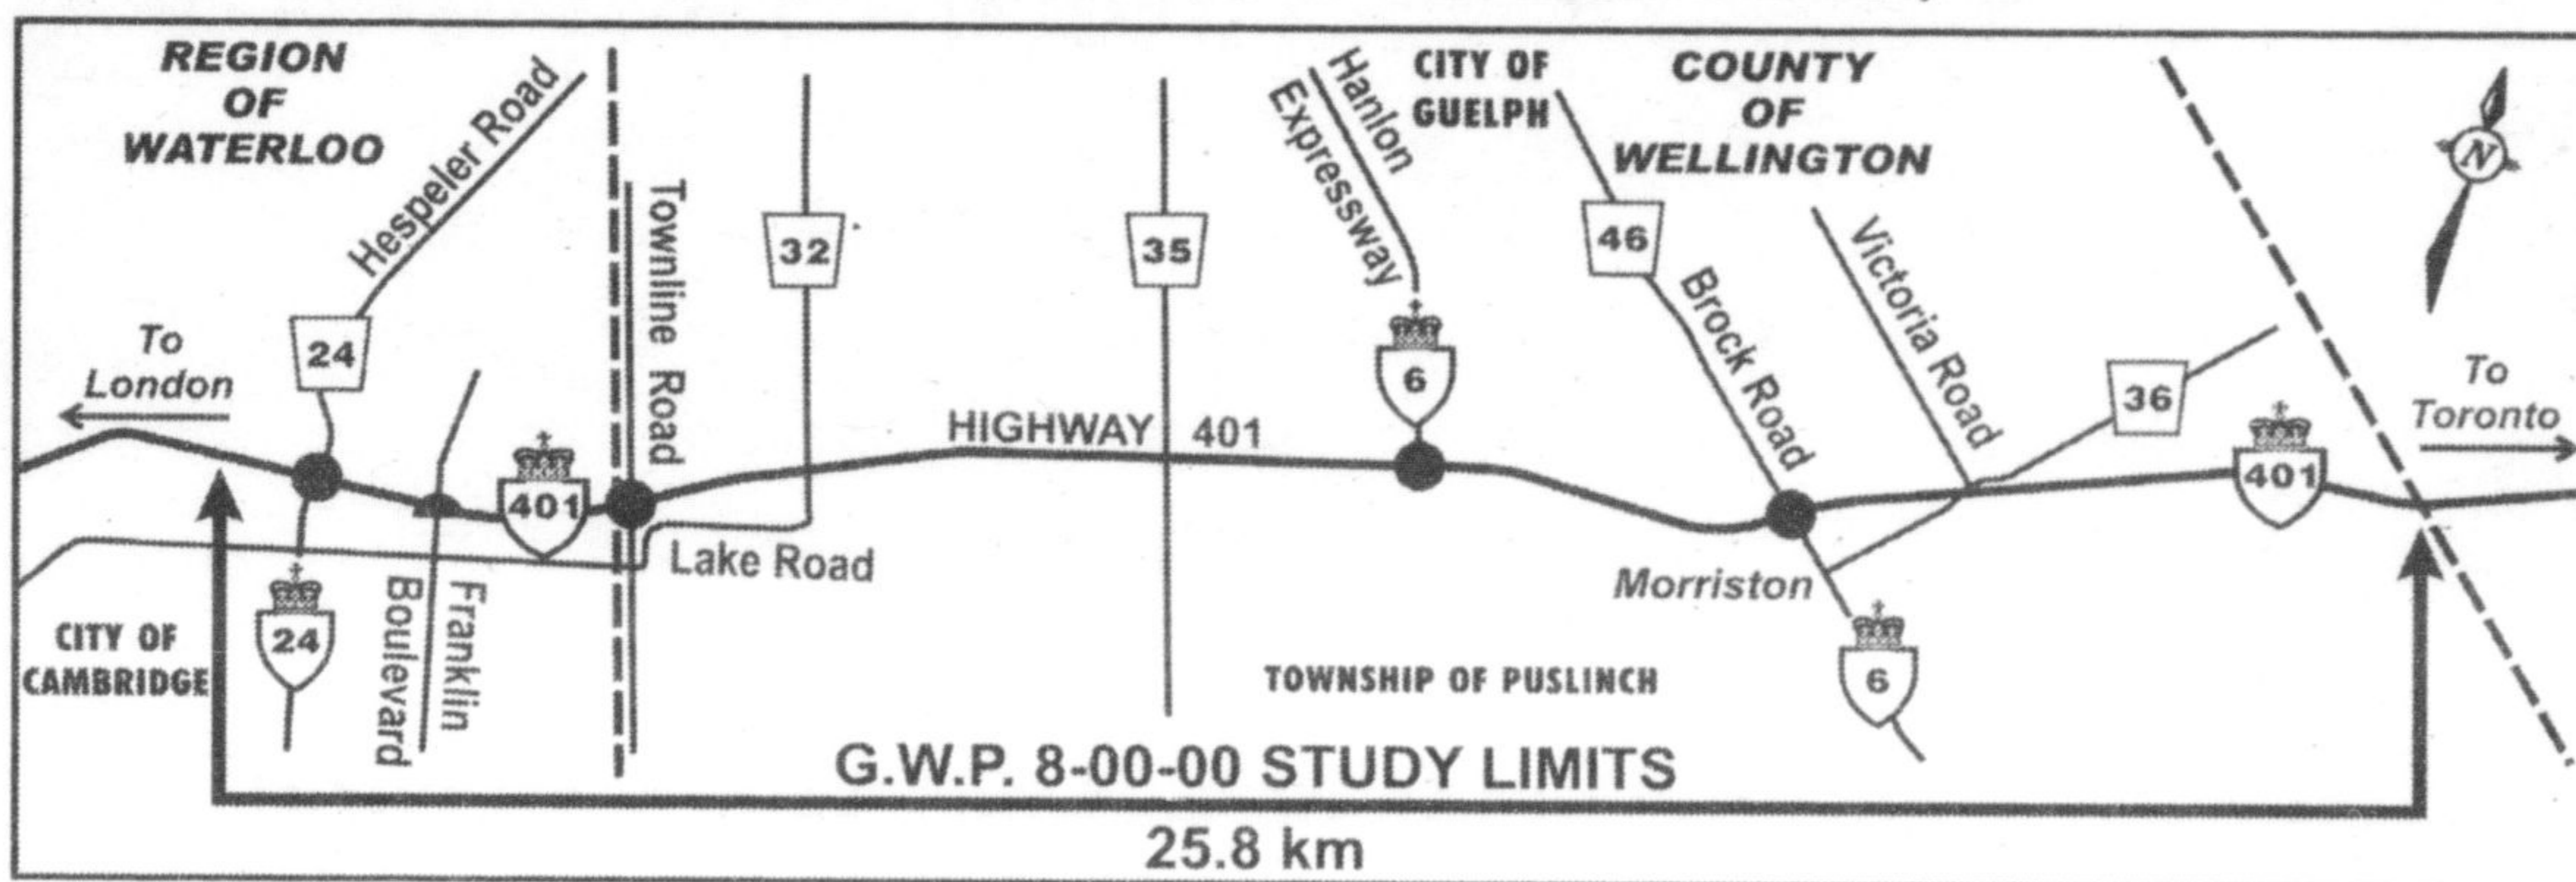 REGION
OF
WATERLOO
Hespeler Road
24
To
London
Townline Road
32
35
Hanlon
Expressway
CITY OF
GUELPH
COUNTY
OF
WELLINGTON
46
Brock Road
Victoria Road
36
N
To
Toronto
6
HIGHWAY 401
401
401
Lake Road
Morriston
CITY OF
CAMBRIDGE
24
Franklin
Boulevard
TOWNSHIP OF PUSLINCH
6
G.W.P. 8-00-00 STUDY LIMITS
25.8 km